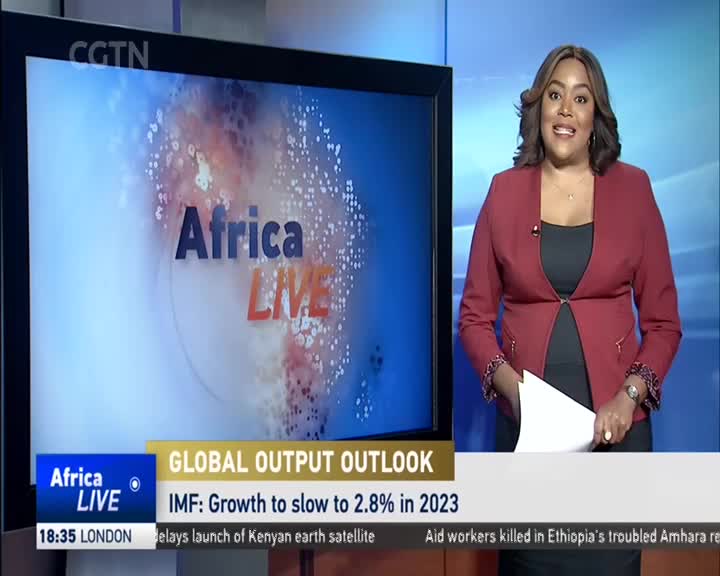 CGTN
Africa
LIVE
GLOBAL OUTPUT OUTLOOK
Africa
LIVE
IMF: Growth to slow to 2.8% in 2023
18:35 LONDON
delays launch of Kenyan earth satellite
Aid workers killed in Ethiopia's troubled Amhara re